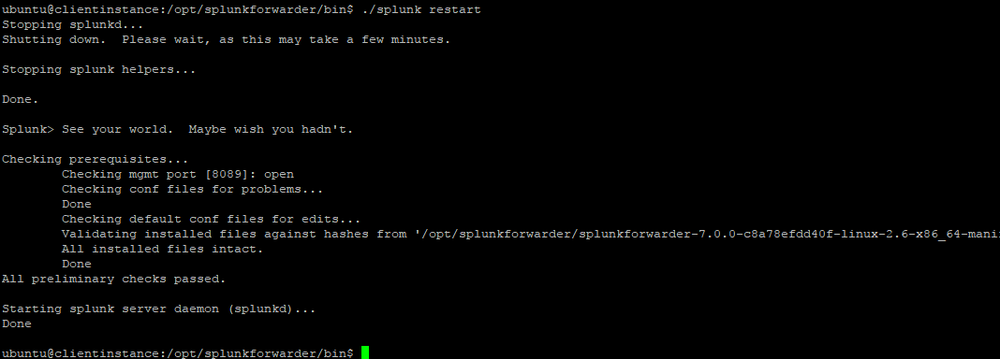 ubuntu@clientinstance:/opt/splunkforwarder/bin$ ./splunk restart
Stopping splunkd...
Shutting down.  Please wait, as this may take a few minutes.
Stopping splunk helpers...
Done.
Splunk> See your world.  Maybe wish you hadn't.
Checking prerequisites...
Checking mgmt port [8089]: open
Checking conf files for problems...
Done
Checking default conf files for edits...
Validating installed files against hashes from '/opt/splunkforwarder/splunkforwarder-7.0.0-c8a78efdd40f-linux-2.6-x86_64-mani
All installed files intact.
Done
All preliminary checks passed.
Starting splunk server daemon (splunkd)...
Done
ubuntu@clientinstance:/opt/splunkforwarder/bin$